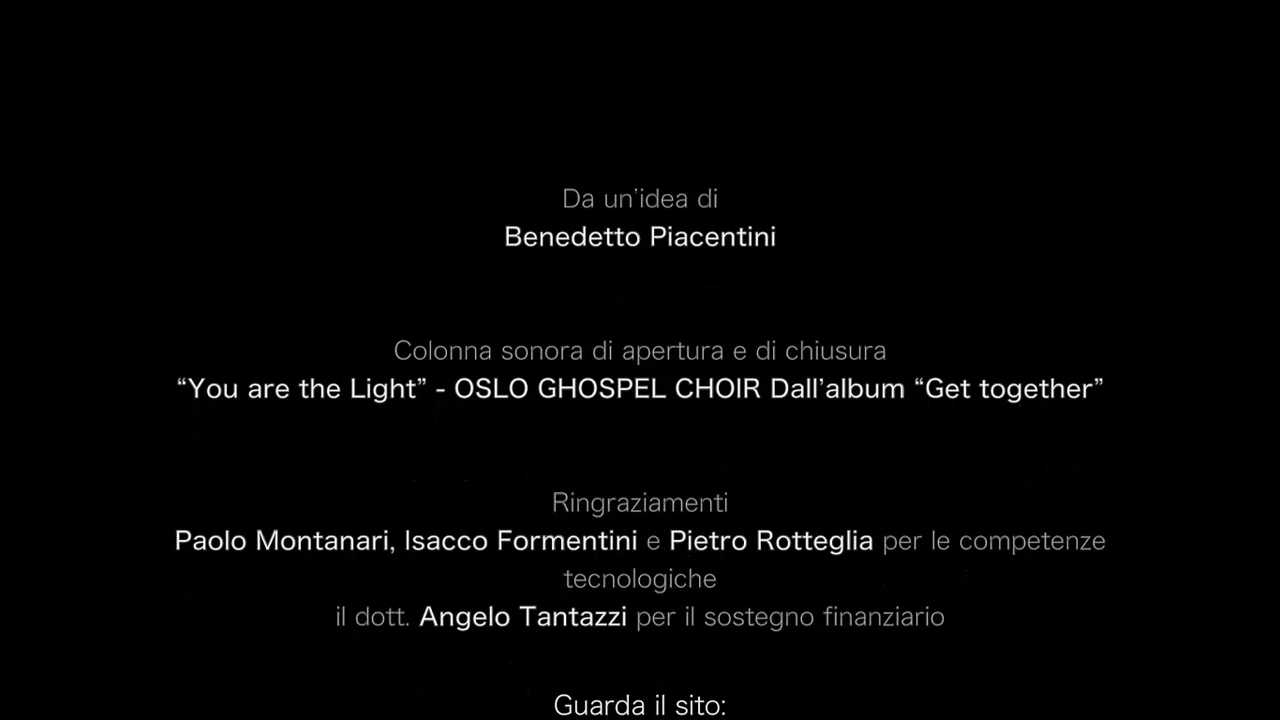 Da un'idea di
Benedetto Piacentini
Colonna sonora di apertura e di chiusura
“You are the Light” - OSLO GHOSPEL CHOIR Dall’album “Get together”
Ringraziamenti
Paolo Montanari, Isacco Formentini e Pietro Rotteglia per le competenze
tecnologiche
il dott. Angelo Tantazzi per il sostegno finanziario
Guarda il sito: